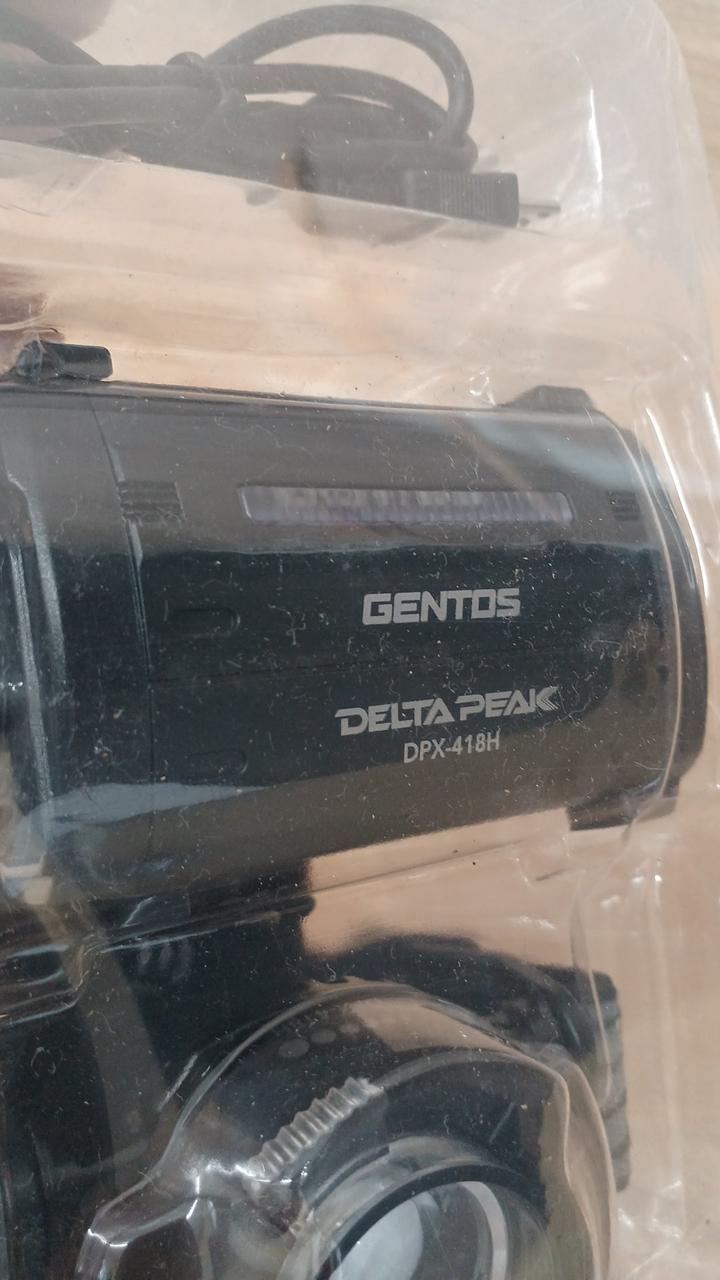 GENTOS
DELTA PEAK
DPX-418H